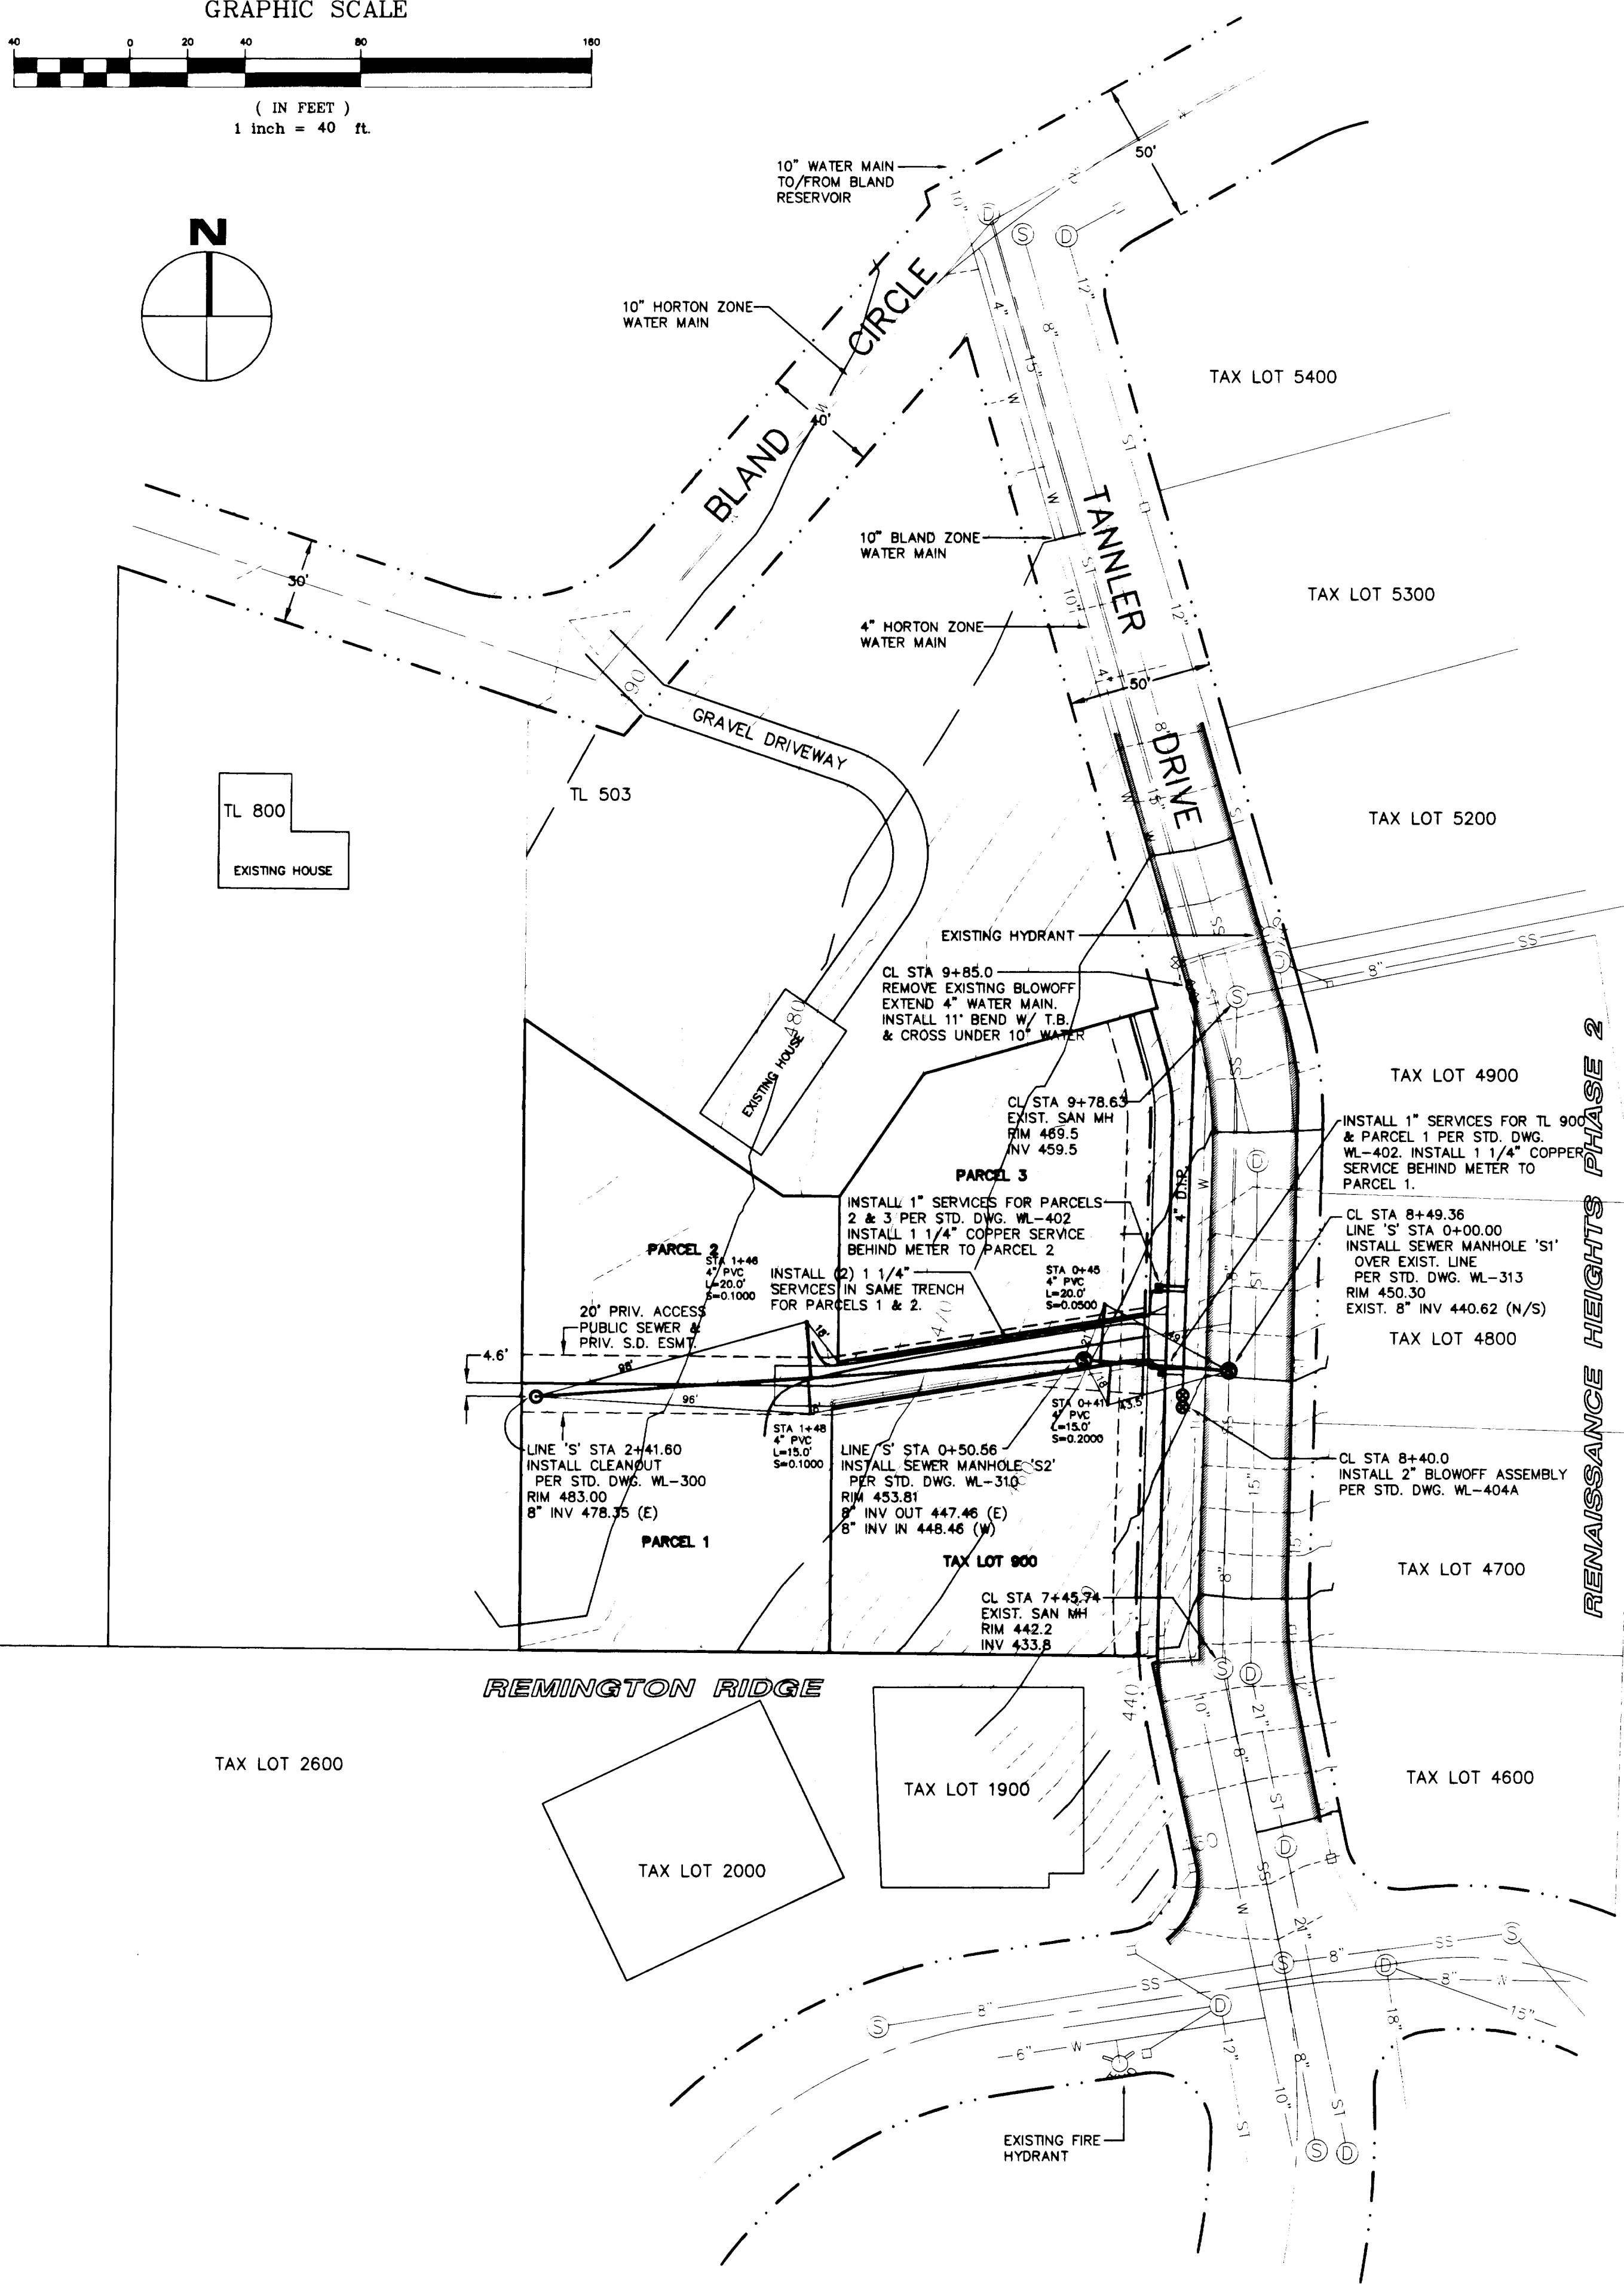 GRAPHIC SCALE
40 0 20 40 80 160
( IN FEET )
1 inch = 40 ft.
N
10" WATER MAIN
TO/FROM BLAND
RESERVOIR
50'
10" HORTON ZONE
WATER MAIN
BLAND CIRCLE
40'
TAX LOT 5400
10" BLAND ZONE
WATER MAIN
TANNLER DRIVE
30'
TAX LOT 5300
4" HORTON ZONE
WATER MAIN
50'
GRAVEL DRIVEWAY
TL 503
TL 800
EXISTING HOUSE
TAX LOT 5200
EXISTING HYDRANT
CL STA 9+85.0
REMOVE EXISTING BLOWOFF
EXTEND 4" WATER MAIN.
INSTALL 11° BEND W/ T.B.
& CROSS UNDER 10" WATER
480
EXISTING HOUSE
TAX LOT 4900
RENAISSANCE HEIGHTS PHASE 2
CL STA 9+78.63
EXIST. SAN MH
RIM 469.5
INV 459.5
INSTALL 1" SERVICES FOR TL 900
& PARCEL 1 PER STD. DWG.
WL-402. INSTALL 1 1/4" COPPER
SERVICE BEHIND METER TO
PARCEL 1.
PARCEL 3
4" D.I.P.
INSTALL 1" SERVICES FOR PARCELS
2 & 3 PER STD. DWG. WL-402
INSTALL 1 1/4" COPPER SERVICE
BEHIND METER TO PARCEL 2
CL STA 8+49.36
LINE 'S' STA 0+00.00
INSTALL SEWER MANHOLE 'S1'
OVER EXIST. LINE
PER STD. DWG. WL-313
RIM 450.30
EXIST. 8" INV 440.62 (N/S)
PARCEL 2
STA 1+46
4" PVC
L=20.0'
S=0.1000
INSTALL (2) 1 1/4"
SERVICES IN SAME TRENCH
FOR PARCELS 1 & 2.
STA 0+45
4" PVC
L=20.0'
S=0.0500
20' PRIV. ACCESS
PUBLIC SEWER &
PRIV. S.D. ESMT.
470
TAX LOT 4800
4.6'
98'
18'
96'
43.5'
STA 1+48
4" PVC
L=15.0'
S=0.1000
STA 0+41
4" PVC
L=15.0'
S=0.2000
LINE 'S' STA 2+41.60
INSTALL CLEANOUT
PER STD. DWG. WL-300
RIM 483.00
8" INV 478.35 (E)
LINE 'S' STA 0+50.56
INSTALL SEWER MANHOLE 'S2'
PER STD. DWG. WL-310
RIM 453.81
8" INV OUT 447.46 (E)
8" INV IN 448.46 (W)
CL STA 8+40.0
INSTALL 2" BLOWOFF ASSEMBLY
PER STD. DWG. WL-404A
PARCEL 1
TAX LOT 900
TAX LOT 4700
CL STA 7+45.74
EXIST. SAN MH
RIM 442.2
INV 433.8
REMINGTON RIDGE
440
TAX LOT 2600
TAX LOT 1900
TAX LOT 4600
TAX LOT 2000
8" SS 8" SS
6" W
EXISTING FIRE
HYDRANT